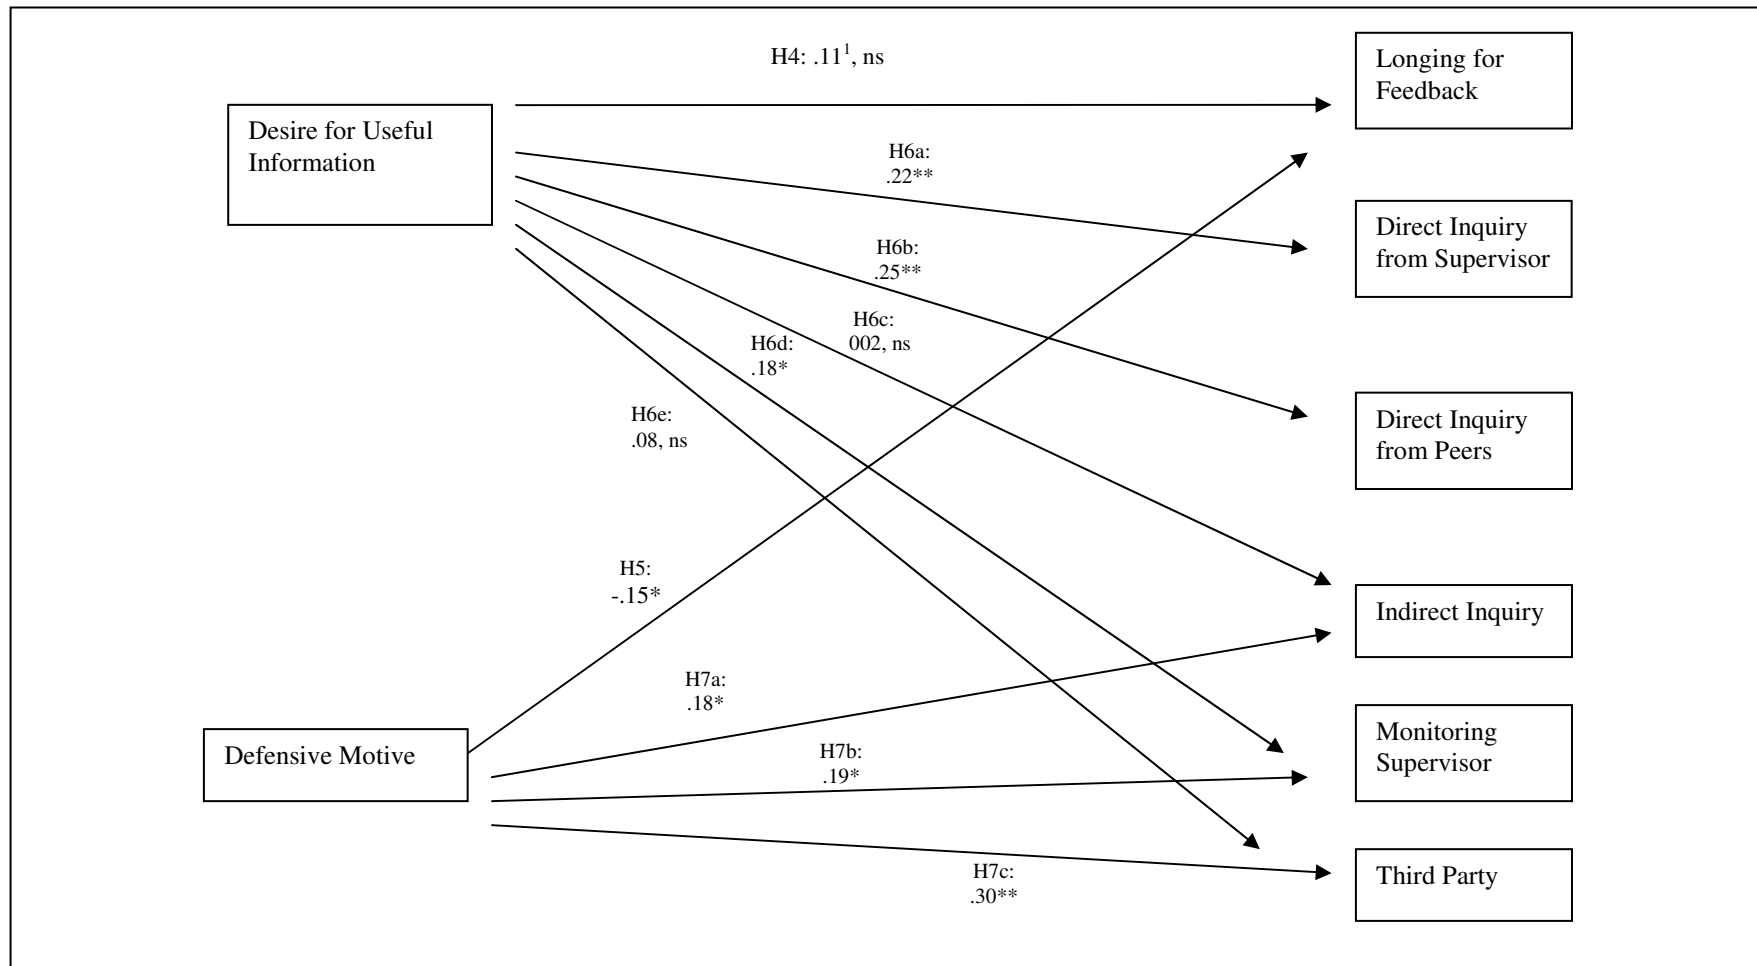 H4: .11¹, ns
Longing for
Feedback
Desire for Useful
Information
H6a:
.22**
Direct Inquiry
from Supervisor
H6b:
.25**
H6c:
002, ns
H6d:
.18*
H6e:
.08, ns
Direct Inquiry
from Peers
H5:
-.15*
Indirect Inquiry
H7a:
.18*
Monitoring
Supervisor
Defensive Motive
H7b:
.19*
H7c:
.30**
Third Party